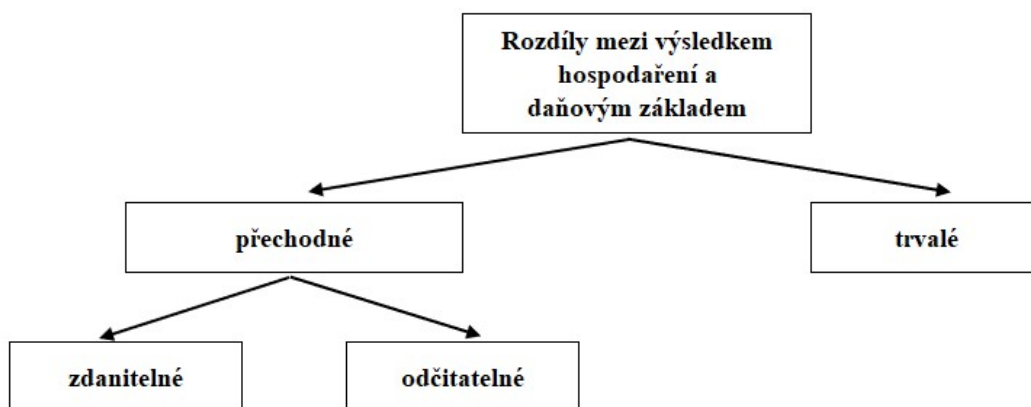 Rozdíly mezi výsledkem
hospodaření a
daňovým základem
přechodné
trvalé
zdanitelné
odčitatelné